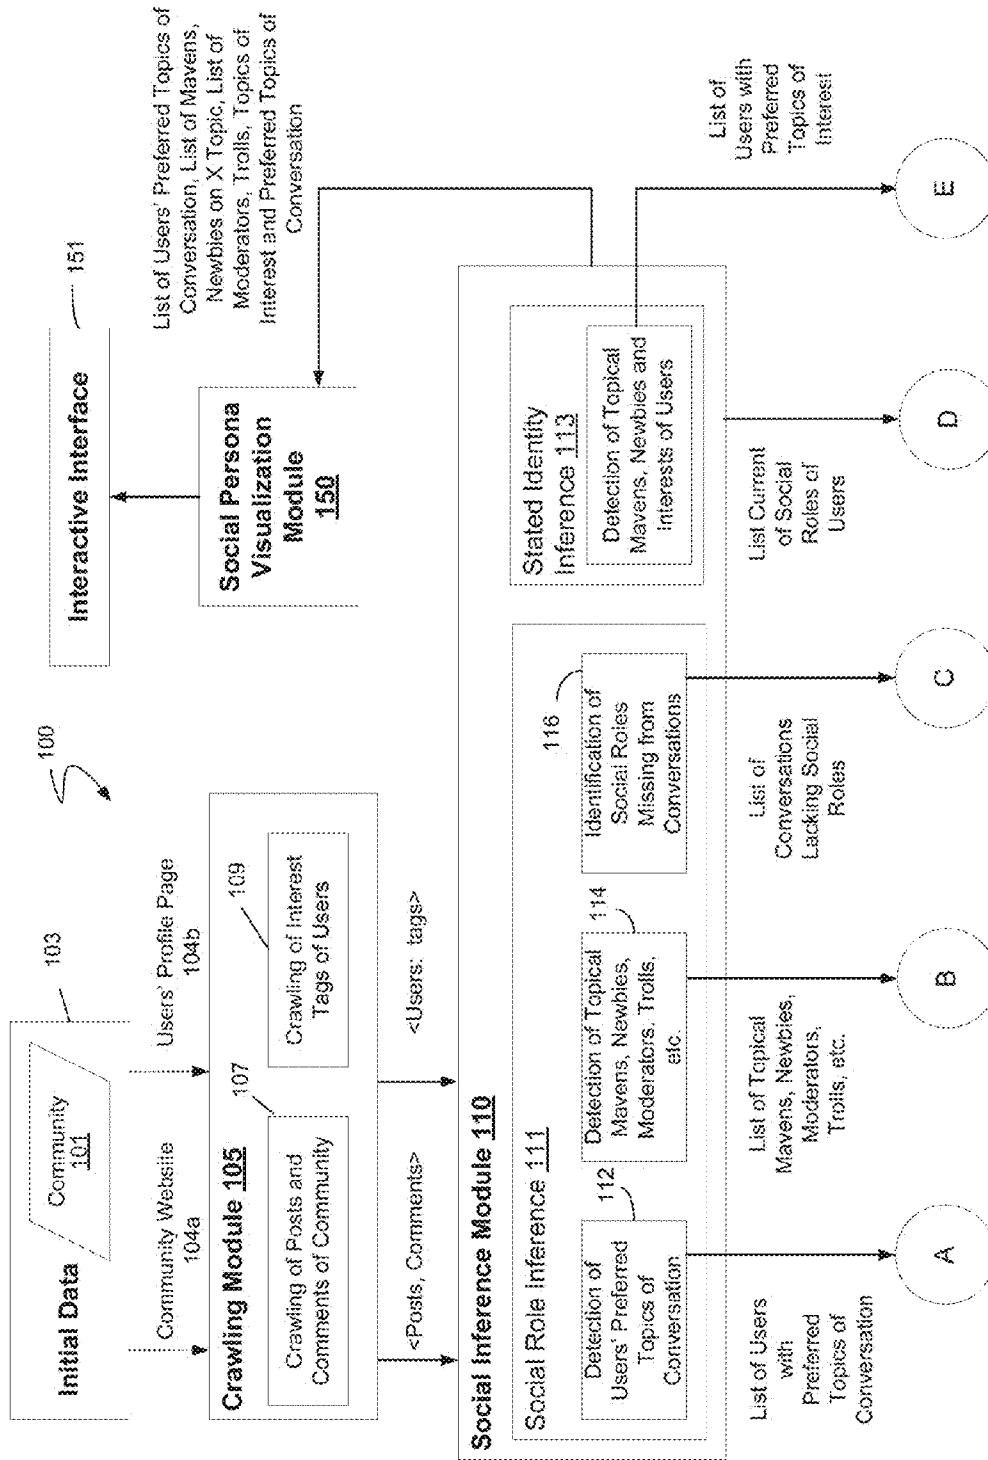 100
Initial Data
Community
101
103
Community Website
104a
Users' Profile Page
104b
Crawling Module 105
107
Crawling of Posts and
Comments of Community
109
Crawling of Interest
Tags of Users
<Posts, Comments>
<Users: tags>
Interactive Interface
151
Social Persona
Visualization
Module
150
List of Users' Preferred Topics of
Conversation, List of Mavens,
Newbies on X Topic, List of
Moderators, Trolls, Topics of
Interest and Preferred Topics of
Conversation
Social Inference Module 110
Social Role Inference 111
112
Detection of
Users' Preferred
Topics of
Conversation
114
Detection of Topical
Mavens, Newbies,
Moderators, Trolls,
etc.
116
Identification of
Social Roles
Missing from
Conversations
Stated Identity
Inference 113
Detection of Topical
Mavens, Newbies and
Interests of Users
List of Users
with
Preferred
Topics of
Conversation
List of Topical
Mavens, Newbies,
Moderators,
Trolls, etc.
List of
Conversations
Lacking Social
Roles
List Current
of Social
Roles of
Users
List of
Users with
Preferred
Topics of
Interest
A
B
C
D
E